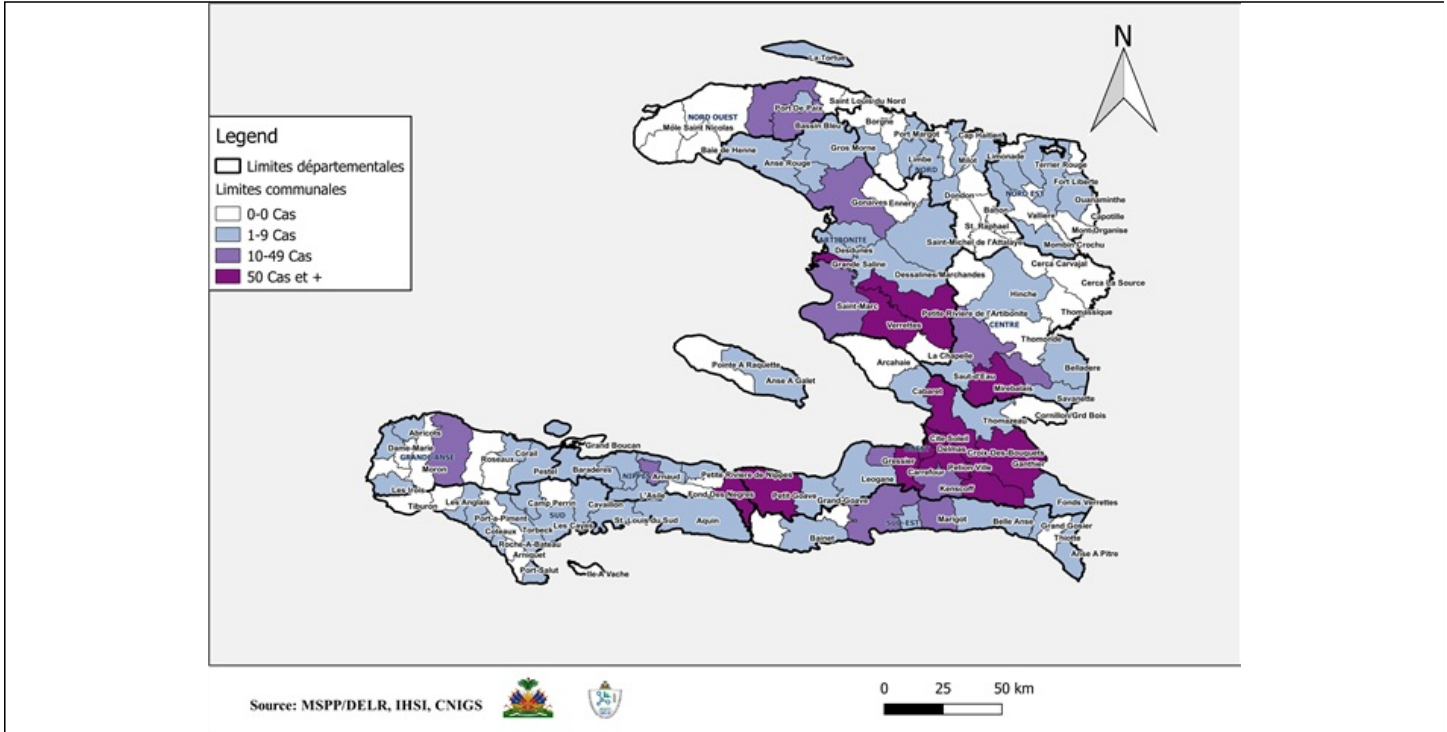 N
La Tortue
Saint Louis du Nord
Port De Paix
NORD OUEST
Borgne
Môle Saint Nicolas
Bassin Bleu
Port Margot
Cap Haïtien
Baie de Henne
Gros Morne
Limbe
Milot
Limonade
Anse Rouge
NORD
Terrier Rouge
Fort Liberte
NORD EST
Ouanaminthe
Gonaives
Ennery
Dondon
Bahon
Valliere
Capotille
St. Raphael
Mont-Organise
ARTIBONITE
Saint-Michel de l'Attalaye
Mombin Crochu
Desdunes
Grande Saline
Cerca Carvajal
Dessalines/Marchandes
Cerca La Source
Hinche
Saint-Marc
Petite Rivière de l'Artibonite
Thomassique
Verrettes
CENTRE
Thomonde
Arcahaie
La Chapelle
Pointe A Raquette
Saut-d'Eau
Belladere
Anse A Galet
Cabaret
Mirebalais
Savanette
Thomazeau
Cornillon/Grd Bois
Legend
Limites départementales
Limites communales
0-0 Cas
1-9 Cas
10-49 Cas
50 Cas et +
Abricots
Grand Boucan
Cite Soleil
Dame-Marie
Corail
Delmas
Croix-Des-Bouquets
GRANDE ANSE
Roseaux
Gressier
Ganthier
Moron
Pestel
Baradères
NIPPES
Arnaud
Petite Rivière de Nippes
Carrefour
Petion-Ville
Leogane
Kenscoff
Les Irois
L'Asile
Fond Des Negres
Petit Goave
Grand Goave
Fonds Verrettes
Tiburon
Les Anglais
Camp Perrin
Cavaillon
Port-à-Piment
SUD
St. Louis du Sud
Aquin
SUD-EST
Marigot
Belle Anse
Grand Gosier
Coteaux
Torbeck
Les Cayes
Bainet
Thiotte
Roche-A-Bateau
Arniquet
Anse A Pitre
Port-Salut
Ile A Vache
Source: MSPP/DELR, IHSI, CNIGS
0 25 50 km